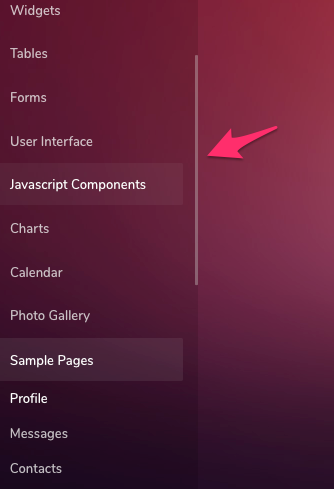 Widgets
Tables
Forms
User Interface
Javascript Components
Charts
Calendar
Photo Gallery
Sample Pages
Profile
Messages
Contacts